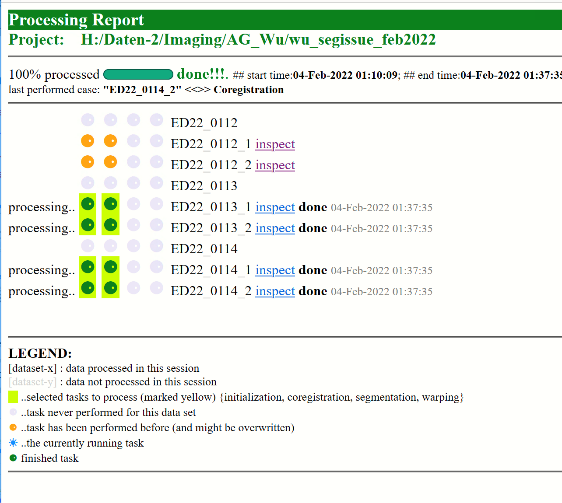 Processing Report
Project: H:/Daten-2/Imaging/AG_Wu/wu_segissue_feb2022
100% processed done!!!. ## start time:04-Feb-2022 01:10:09; ## end time:04-Feb-2022 01:37:35
last performed case: "ED22_0114_2" <<>> Coregistration
ED22_0112
ED22_0112_1 inspect
ED22_0112_2 inspect
ED22_0113
processing.. ED22_0113_1 inspect done 04-Feb-2022 01:37:35
processing.. ED22_0113_2 inspect done 04-Feb-2022 01:37:35
ED22_0114
processing.. ED22_0114_1 inspect done 04-Feb-2022 01:37:35
processing.. ED22_0114_2 inspect done 04-Feb-2022 01:37:35
LEGEND:
[dataset-x] : data processed in this session
[dataset-y] : data not processed in this session
..selected tasks to process (marked yellow) {initialization, coregistration, segmentation, warping}
..task never performed for this data set
..task has been performed before (and might be overwritten)
..the currently running task
finished task